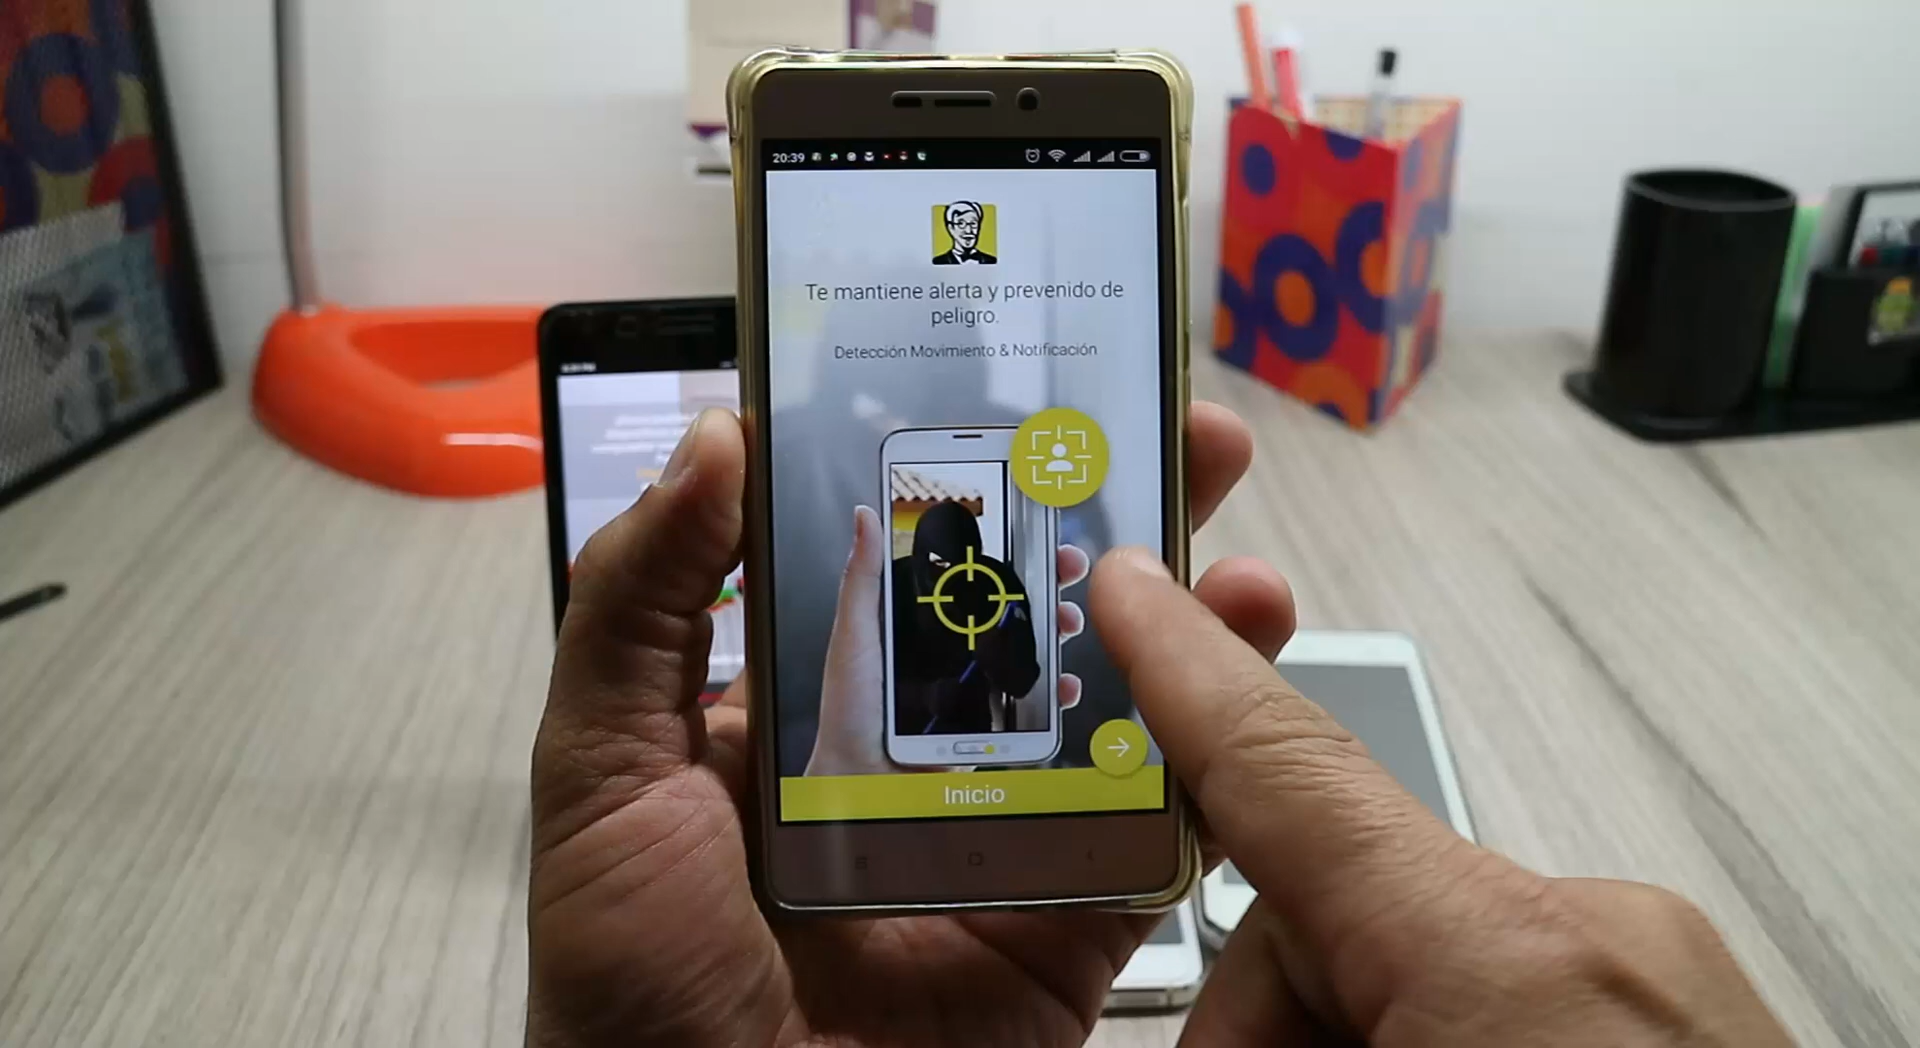 20:39
Te mantiene alerta y prevenido de
peligro.
Detección Movimiento & Notificación
Inicio